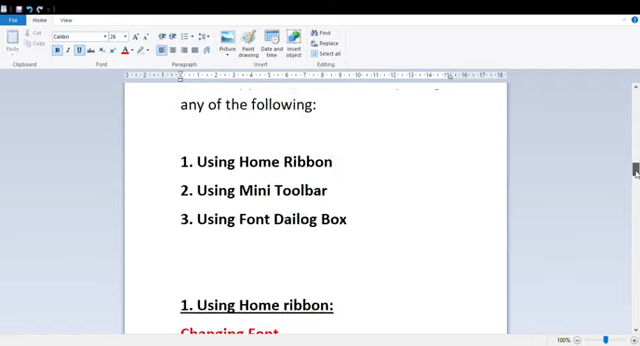 File Home View
Cut
Copy
Paste
Calibri 26
Picture
Paint drawing
Date and time
Insert object
Find
Replace
Select all
Clipboard Font Paragraph Insert Editing
any of the following:
1. Using Home Ribbon
2. Using Mini Toolbar
3. Using Font Dailog Box
1. Using Home ribbon:
Changing Font
100%